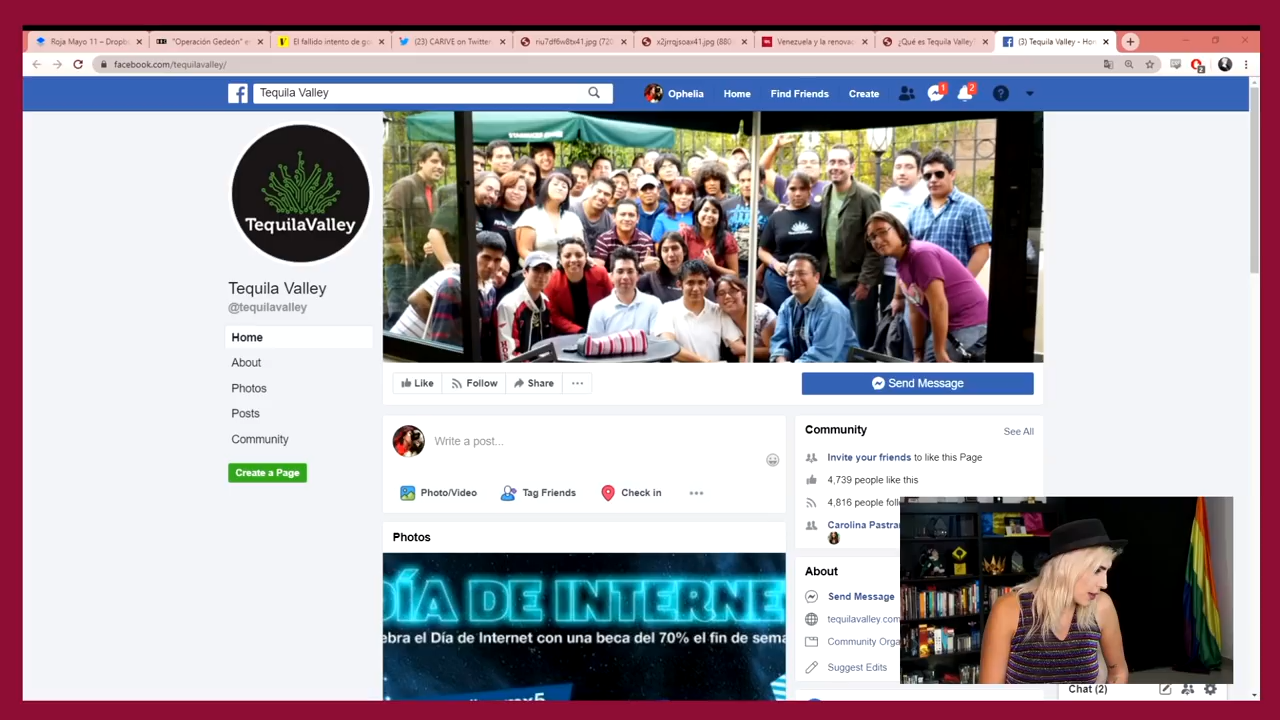 Roja Mayo 11 – Dropb
"Operación Gedeón" e
El fallido intento de go
(23) CARIVE on Twitter
riu7dff6w8tx41.jpg (72
x2jrrqjsoax41.jpg (880
Venezuela y la renovac
¿Qué es Tequila Valley?
(3) Tequila Valley - Ho
facebook.com/tequilavalley/
Tequila Valley
Ophelia
Home
Find Friends
Create
1
2
TequilaValley
Tequila Valley
@tequilavalley
Home
About
Photos
Posts
Community
Create a Page
Like
Follow
Share
Send Message
Write a post...
Photo/Video
Tag Friends
Check in
Photos
DÍA DE INTERNE
ebra el Día de Internet con una beca del 70% el fin de sema
Community
See All
Invite your friends to like this Page
4,739 people like this
4,816 people foll
Carolina Pastra
About
Send Message
tequilavalley.com
Community Orga
Suggest Edits
Chat (2)